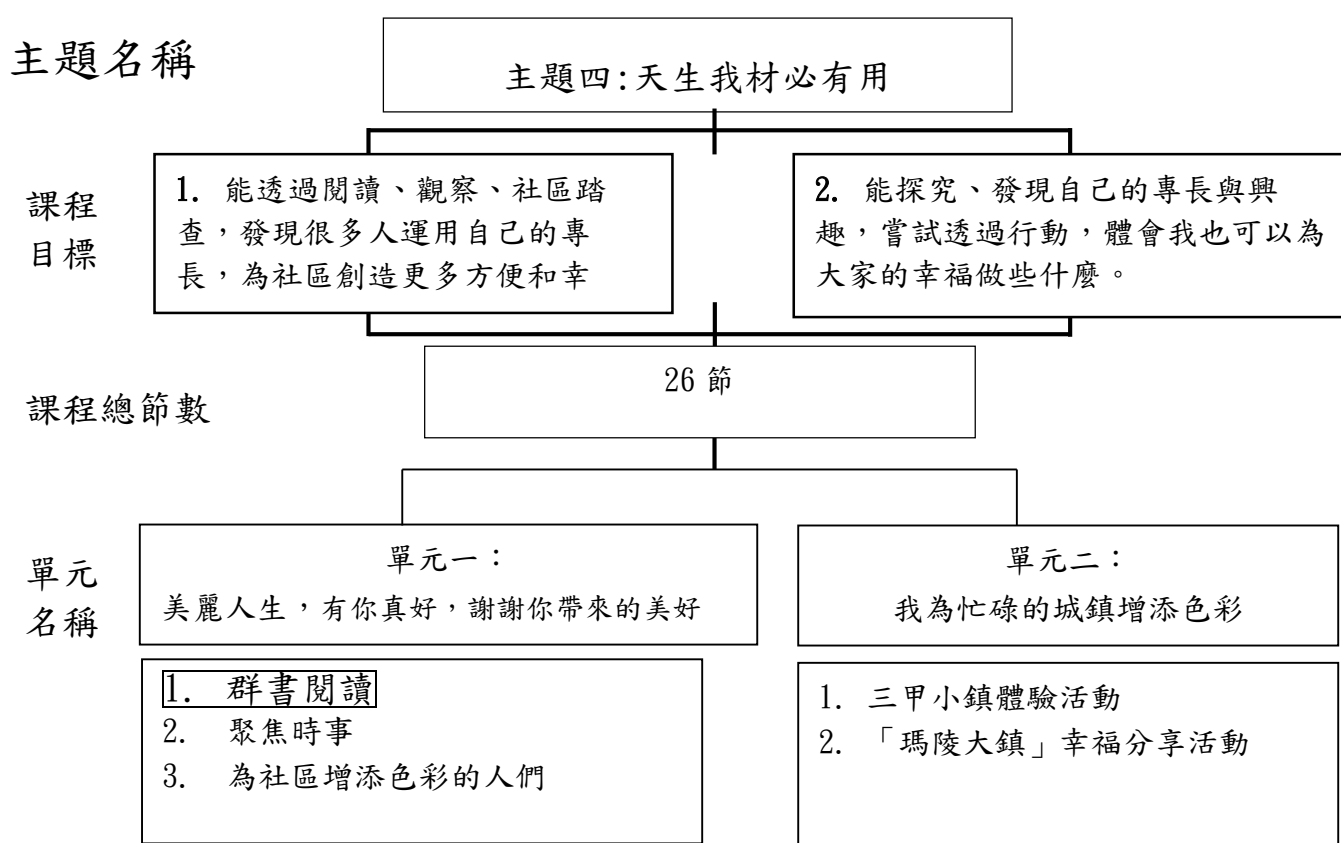 主題名稱
主題四:天生我材必有用
課程
目標
1. 能透過閱讀、觀察、社區踏
查，發現很多人運用自己的專
長，為社區創造更多方便和幸
2. 能探究、發現自己的專長與興
趣，嘗試透過行動，體會我也可以為
大家的幸福做些什麼。
課程總節數
26 節
單元
名稱
單元一：
美麗人生，有你真好，謝謝你帶來的美好
單元二：
我為忙碌的城鎮增添色彩
1. 群書閱讀
2. 聚焦時事
3. 為社區增添色彩的人們
1. 三甲小鎮體驗活動
2. 「瑪陵大鎮」幸福分享活動